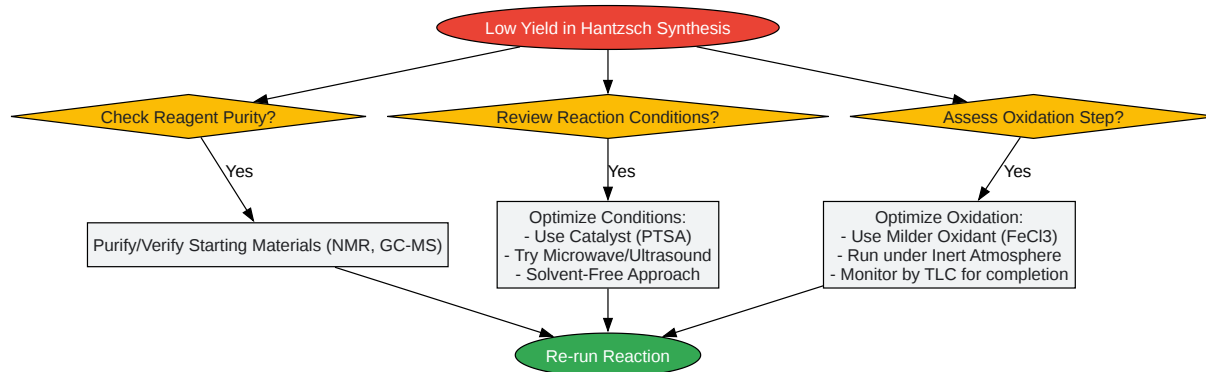 Low Yield in Hantzsch Synthesis
Check Reagent Purity?
Review Reaction Conditions?
Assess Oxidation Step?
Yes
Yes
Yes
Purify/Verify Starting Materials (NMR, GC-MS)
Optimize Conditions:
- Use Catalyst (PTSA)
- Try Microwave/Ultrasound
- Solvent-Free Approach
Optimize Oxidation:
- Use Milder Oxidant (FeCl3)
- Run under Inert Atmosphere
- Monitor by TLC for completion
Re-run Reaction